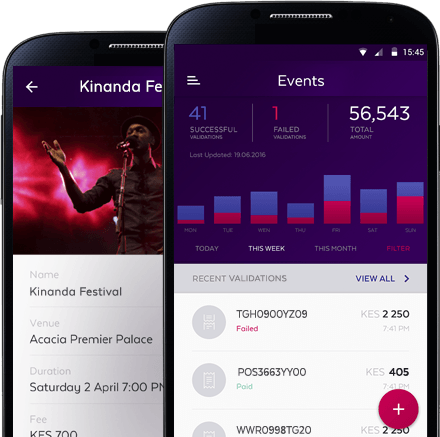 Kinanda Fe
Name
Kinanda Festival
Venue
Acacia Premier Palace
Duration
Saturday 2 April 7:00 PM
Fee
KES 700
15:45
Events
41
SUCCESSFUL
VALIDATIONS
1
FAILED
VALIDATIONS
56,543
TOTAL
AMOUNT
Last Updated: 19.06.2016
MON TUE WED THU FRI SAT SUN
TODAY THIS WEEK THIS MONTH FILTER
RECENT VALIDATIONS VIEW ALL
TGH0900YZ09 KES 2 250
Failed 7:41 PM
POS3663YY00 KES 405
Paid 7:41 PM
WWR0998TG20 KES 2 250